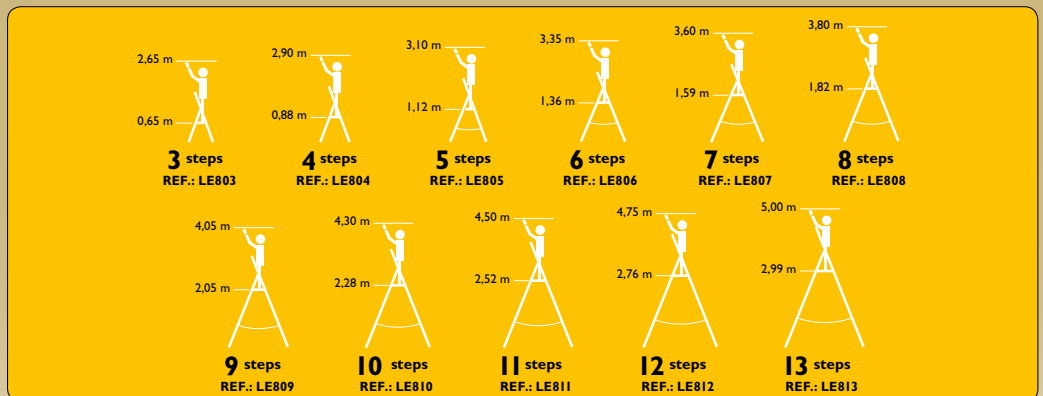 2,65 m
0,65 m
3 steps
REF.: LE803
2,90 m
0,88 m
4 steps
REF.: LE804
3,10 m
1,12 m
5 steps
REF.: LE805
3,35 m
1,36 m
6 steps
REF.: LE806
3,60 m
1,59 m
7 steps
REF.: LE807
3,80 m
1,82 m
8 steps
REF.: LE808
4,05 m
2,05 m
9 steps
REF.: LE809
4,30 m
2,28 m
10 steps
REF.: LE810
4,50 m
2,52 m
11 steps
REF.: LE811
4,75 m
2,76 m
12 steps
REF.: LE812
5,00 m
2,99 m
13 steps
REF.: LE813